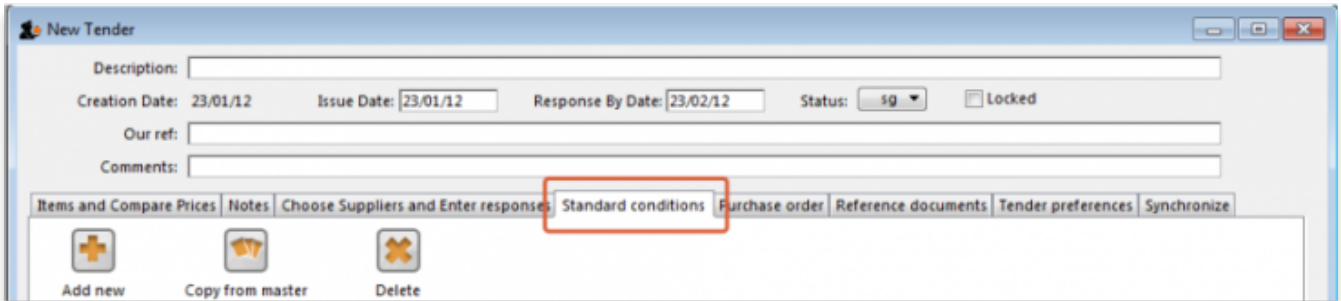 New Tender
Description:
Creation Date: 23/01/12 Issue Date: 23/01/12 Response By Date: 23/02/12 Status: sg Locked
Our ref:
Comments:
Items and Compare Prices Notes Choose Suppliers and Enter responses Standard conditions Purchase order Reference documents Tender preferences Synchronize
Add new Copy from master Delete